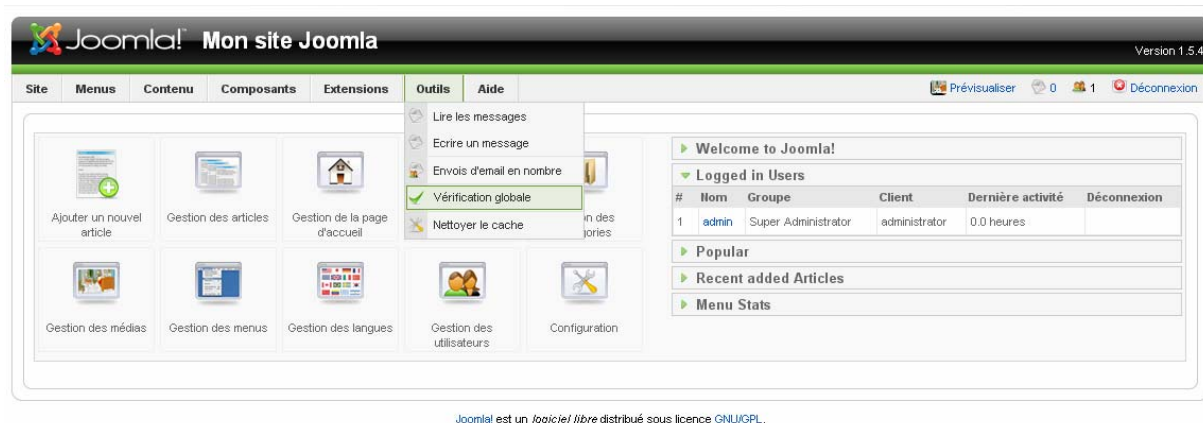 Joomla! Mon site Joomla
Version 1.5.4
Site Menus Contenu Composants Extensions Outils Aide Prévisualiser 0 1 Déconnexion
Lire les messages
Ecrire un message
Envois d'email en nombre
Vérification globale
Nettoyer le cache
Ajouter un nouvel
article
Gestion des articles
Gestion de la page
d'accueil
des
Gestion des médias
Gestion des menus
Gestion des langues
Gestion des
utilisateurs
Configuration
Welcome to Joomla!
Logged in Users
# Nom Groupe Client Dernière activité Déconnexion
1 admin Super Administrator administrator 0.0 heures
Popular
Recent added Articles
Menu Stats
Joomla! est un logiciel libre distribué sous licence GNU/GPL.